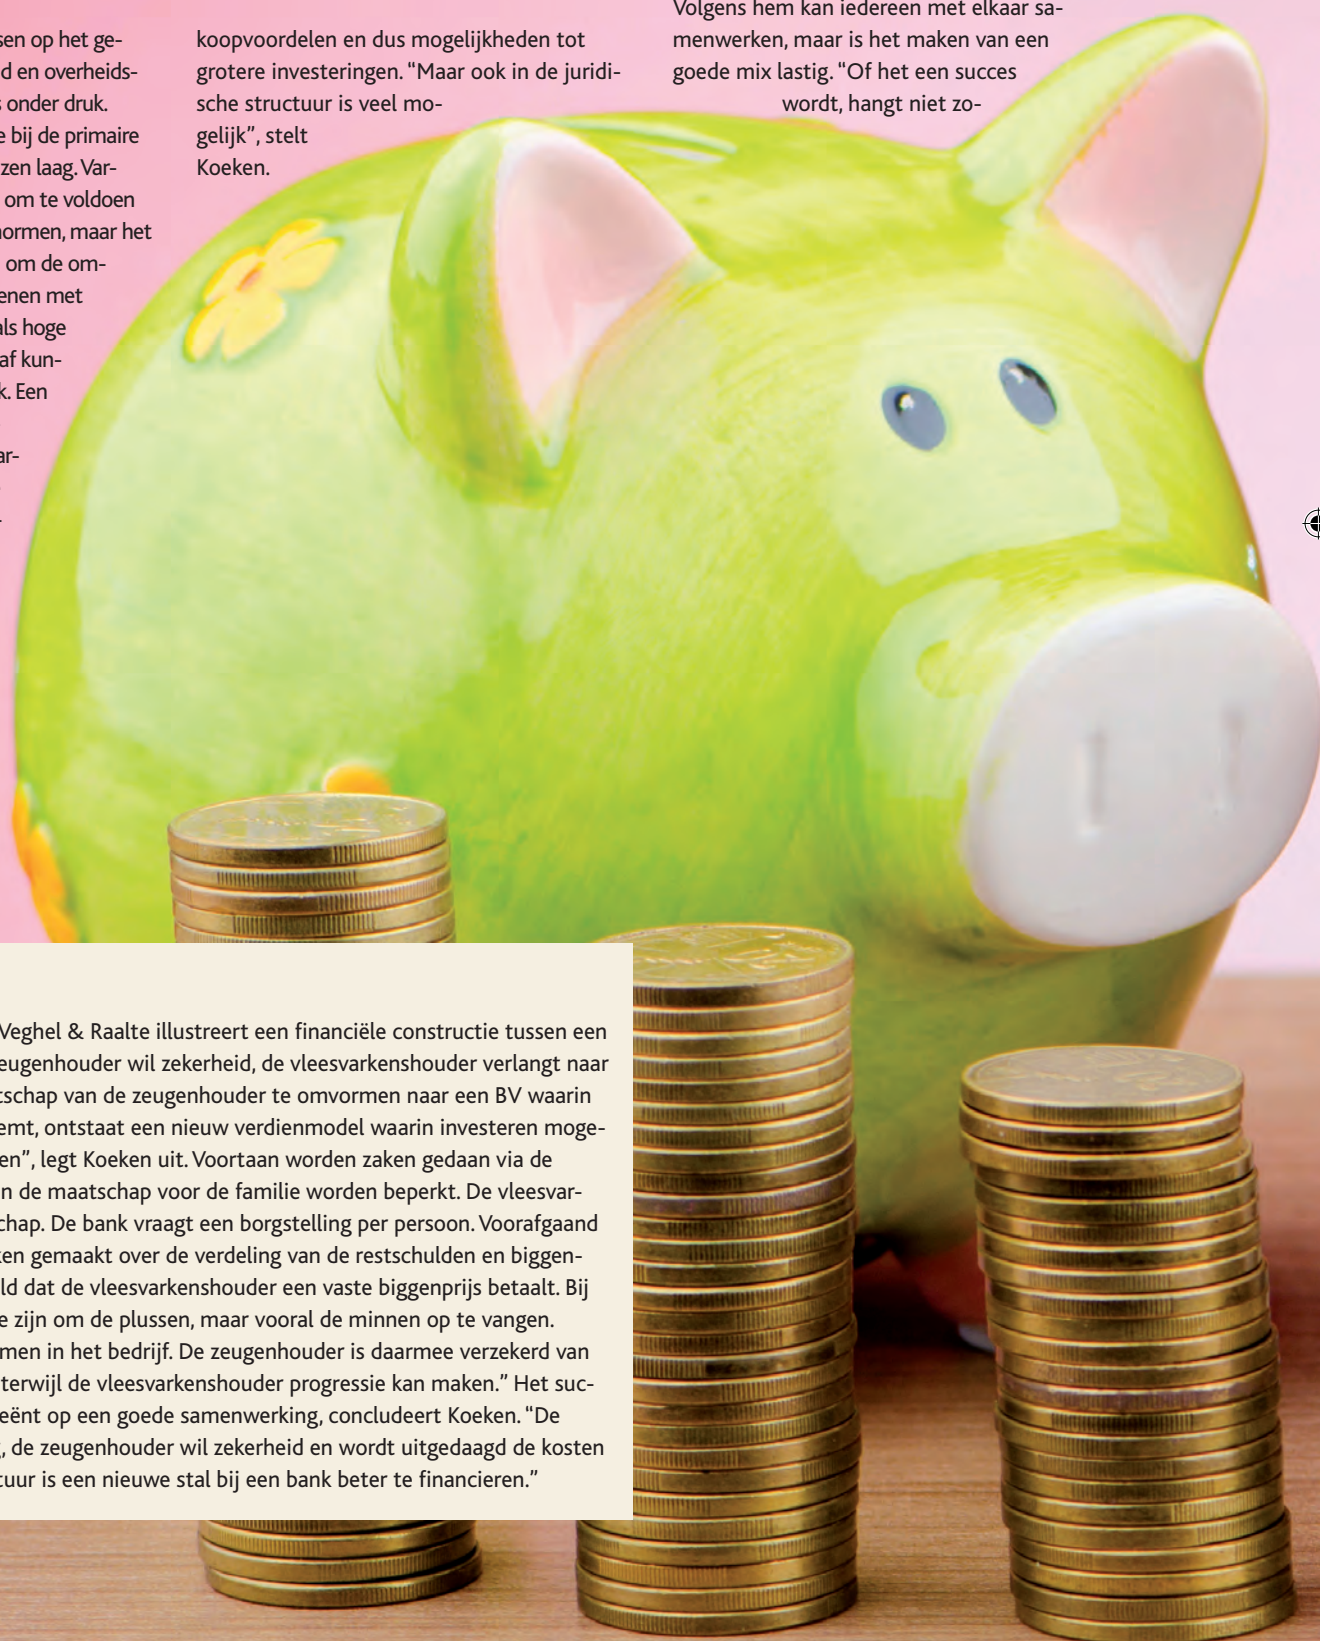 sen op het ge-
d en overheids-
onder druk.
e bij de primaire
zen laag. Var-
om te voldoen
normen, maar het
om de om-
enen met
als hoge
af kun-
k. Een
ar-
koopvoordelen en dus mogelijkheden tot
grotere investeringen. “Maar ook in de juridi-
sche structuur is veel mo-
gelijk”, stelt
Koeken.
Volgens hem kan iedereen met elkaar sa-
menwerken, maar is het maken van een
goede mix lastig. “Of het een succes
wordt, hangt niet zo-
Veghel & Raalte illustreert een financiële constructie tussen een
eugenhouder wil zekerheid, de vleesvarkenshouder verlangt naar
tschap van de zeugenhouder te omvormen naar een BV waarin
emt, ontstaat een nieuw verdienmodel waarin investeren moge-
en”, legt Koeken uit. Voortaan worden zaken gedaan via de
n de maatschap voor de familie worden beperkt. De vleesvar-
chap. De bank vraagt een borgstelling per persoon. Voorafgaand
ken gemaakt over de verdeling van de restschulden en biggen-
ld dat de vleesvarkenshouder een vaste biggenprijs betaalt. Bij
e zijn om de plussen, maar vooral de minnen op te vangen.
men in het bedrijf. De zeugenhouder is daarmee verzekerd van
terwijl de vleesvarkenshouder progressie kan maken.” Het suc-
eënt op een goede samenwerking, concludeert Koeken. “De
, de zeugenhouder wil zekerheid en wordt uitgedaagd de kosten
tuur is een nieuwe stal bij een bank beter te financieren.”